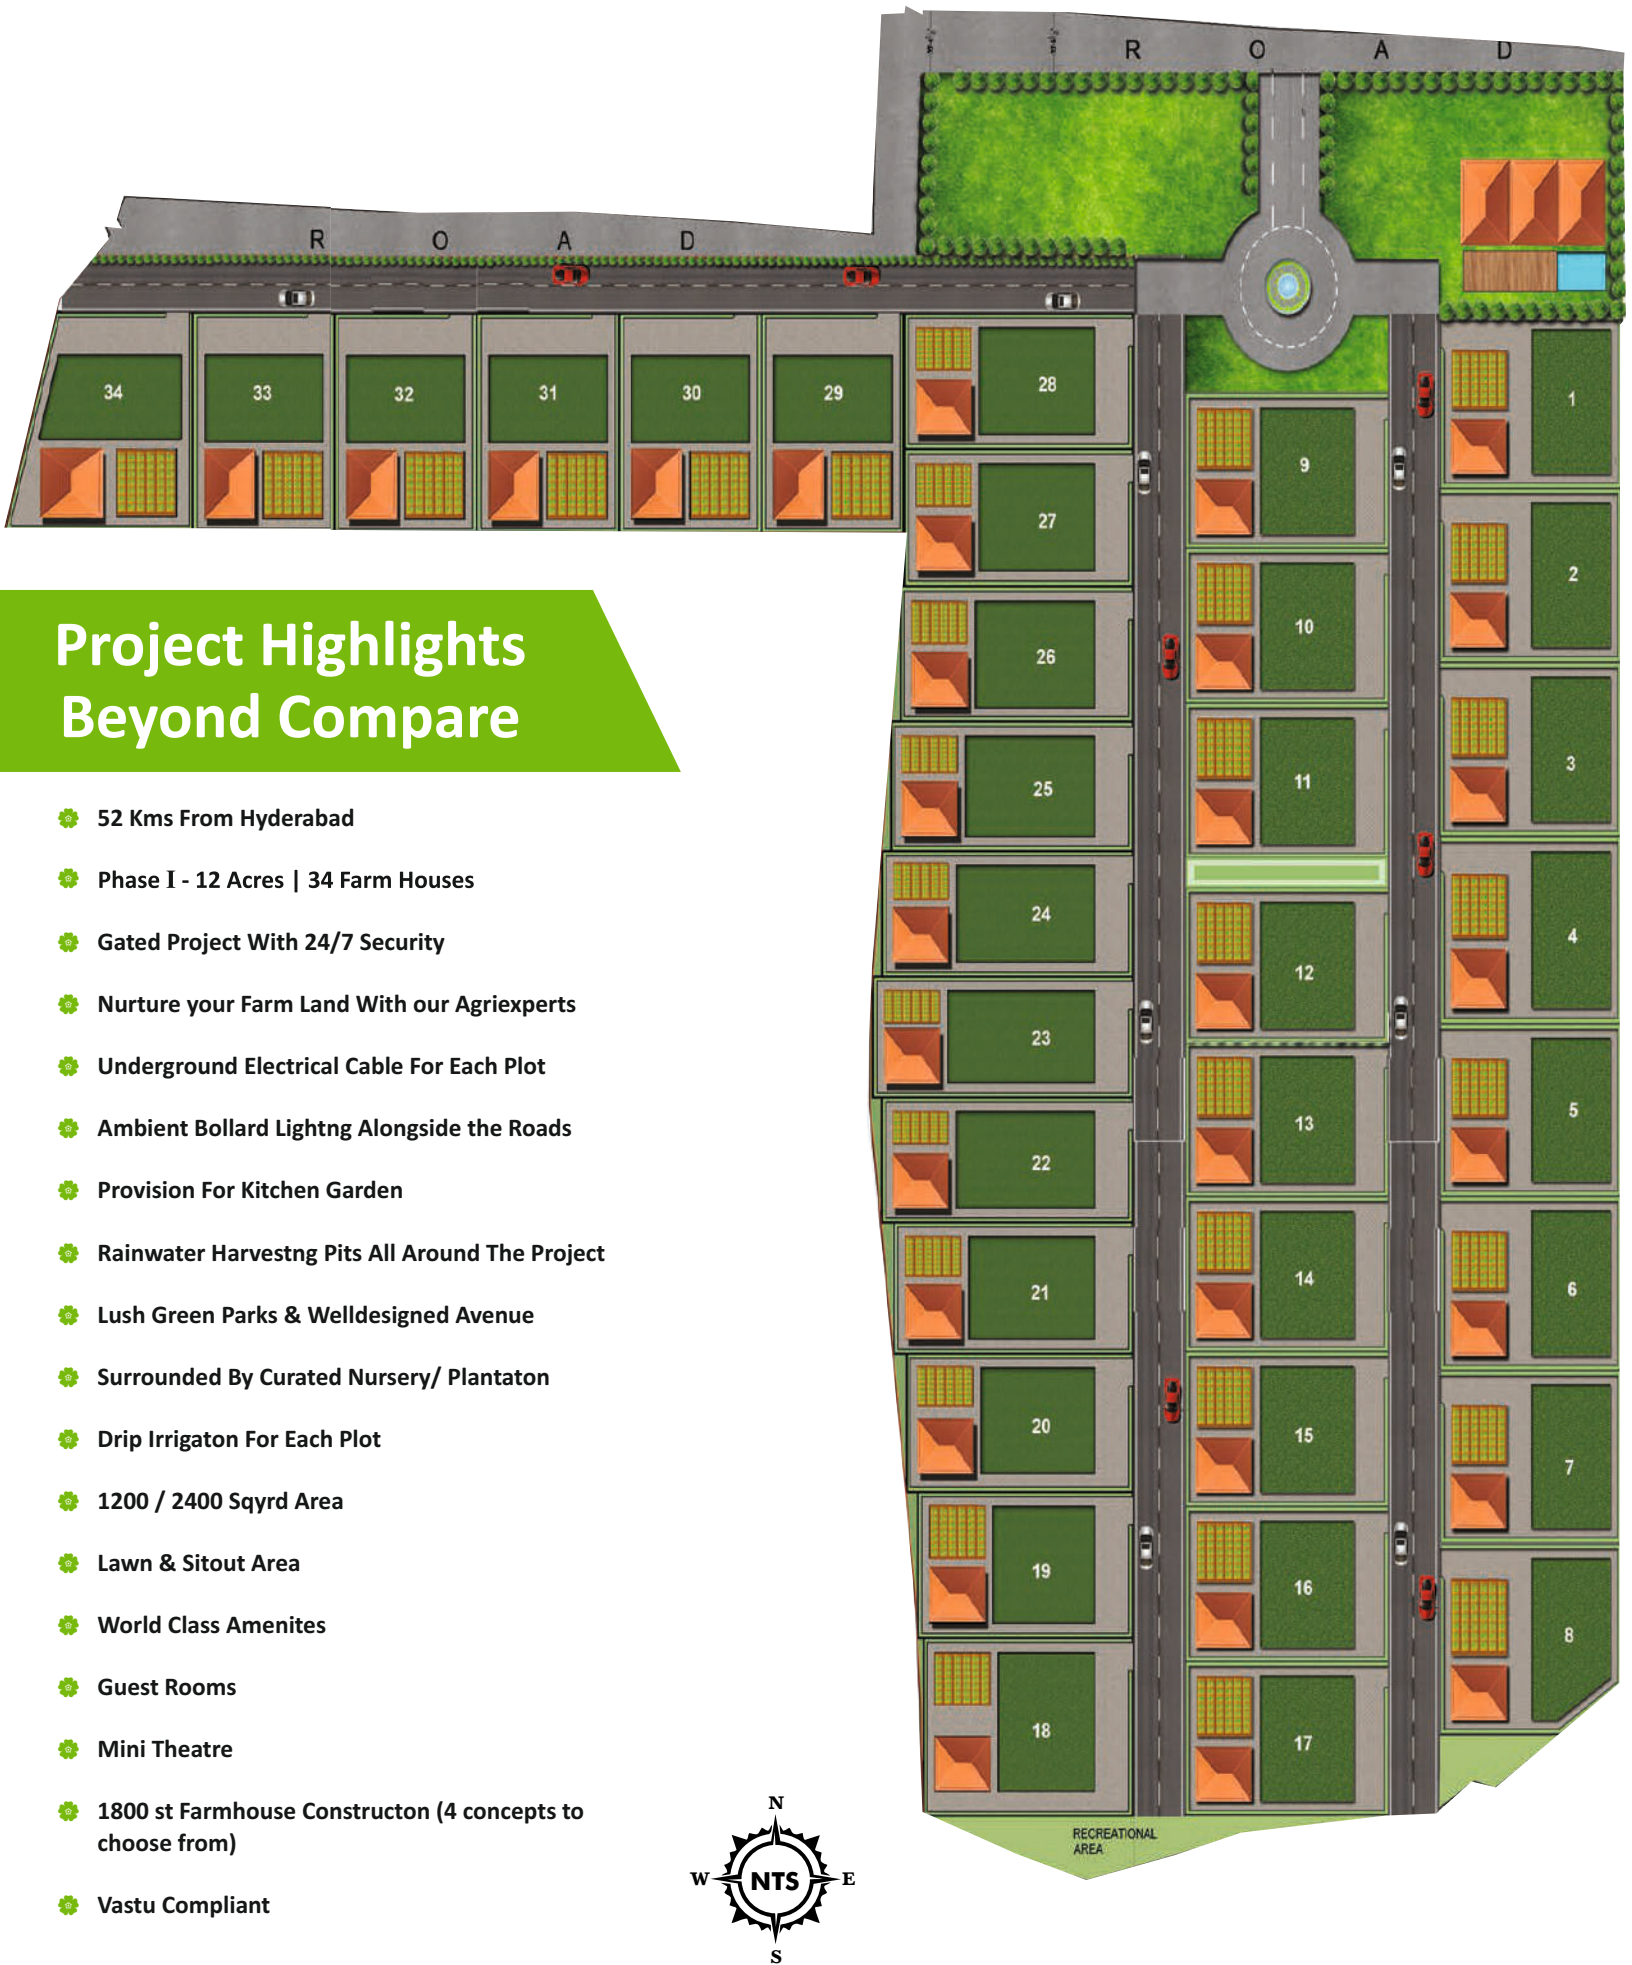 R O A D
R O A D
34
33
32
31
30
29
28
27
26
25
24
23
22
21
20
19
18
9
10
11
12
13
14
15
16
17
1
2
3
4
5
6
7
8
RECREATIONAL
AREA
Project Highlights
Beyond Compare
52 Kms From Hyderabad
Phase I - 12 Acres | 34 Farm Houses
Gated Project With 24/7 Security
Nurture your Farm Land With our Agriexperts
Underground Electrical Cable For Each Plot
Ambient Bollard Lightng Alongside the Roads
Provision For Kitchen Garden
Rainwater Harvestng Pits All Around The Project
Lush Green Parks & Welldesigned Avenue
Surrounded By Curated Nursery/ Plantaton
Drip Irrigaton For Each Plot
1200 / 2400 Sqyrd Area
Lawn & Sitout Area
World Class Amenites
Guest Rooms
Mini Theatre
1800 st Farmhouse Constructon (4 concepts to
choose from)
Vastu Compliant
N
W NTS E
S